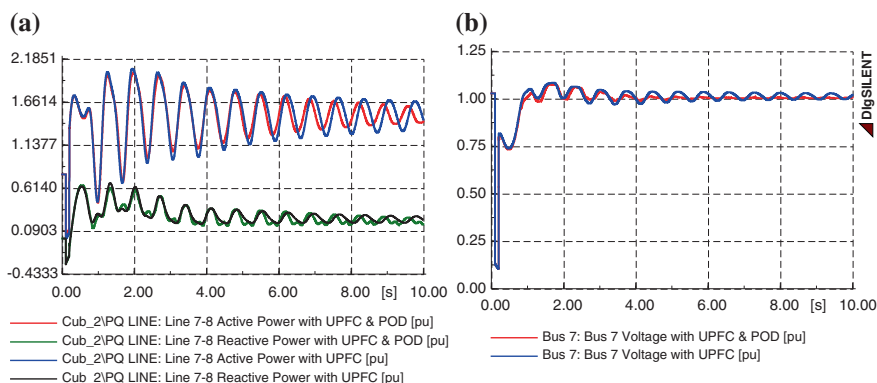 (a)
2.1851
1.6614
1.1377
0.6140
0.0903
-0.4333
0.00 2.00 4.00 6.00 8.00 [s] 10.00
Cub_2\PQ LINE: Line 7-8 Active Power with UPFC & POD [pu]
Cub_2\PQ LINE: Line 7-8 Reactive Power with UPFC & POD [pu]
Cub_2\PQ LINE: Line 7-8 Active Power with UPFC [pu]
Cub 2\PQ LINE: Line 7-8 Reactive Power with UPFC [pu]
(b)
1.25
1.00
0.75
0.50
0.25
0.00
0.00 2.00 4.00 6.00 8.00 [s] 10.00
Bus 7: Bus 7 Voltage with UPFC & POD [pu]
Bus 7: Bus 7 Voltage with UPFC [pu]
DIgSILENT